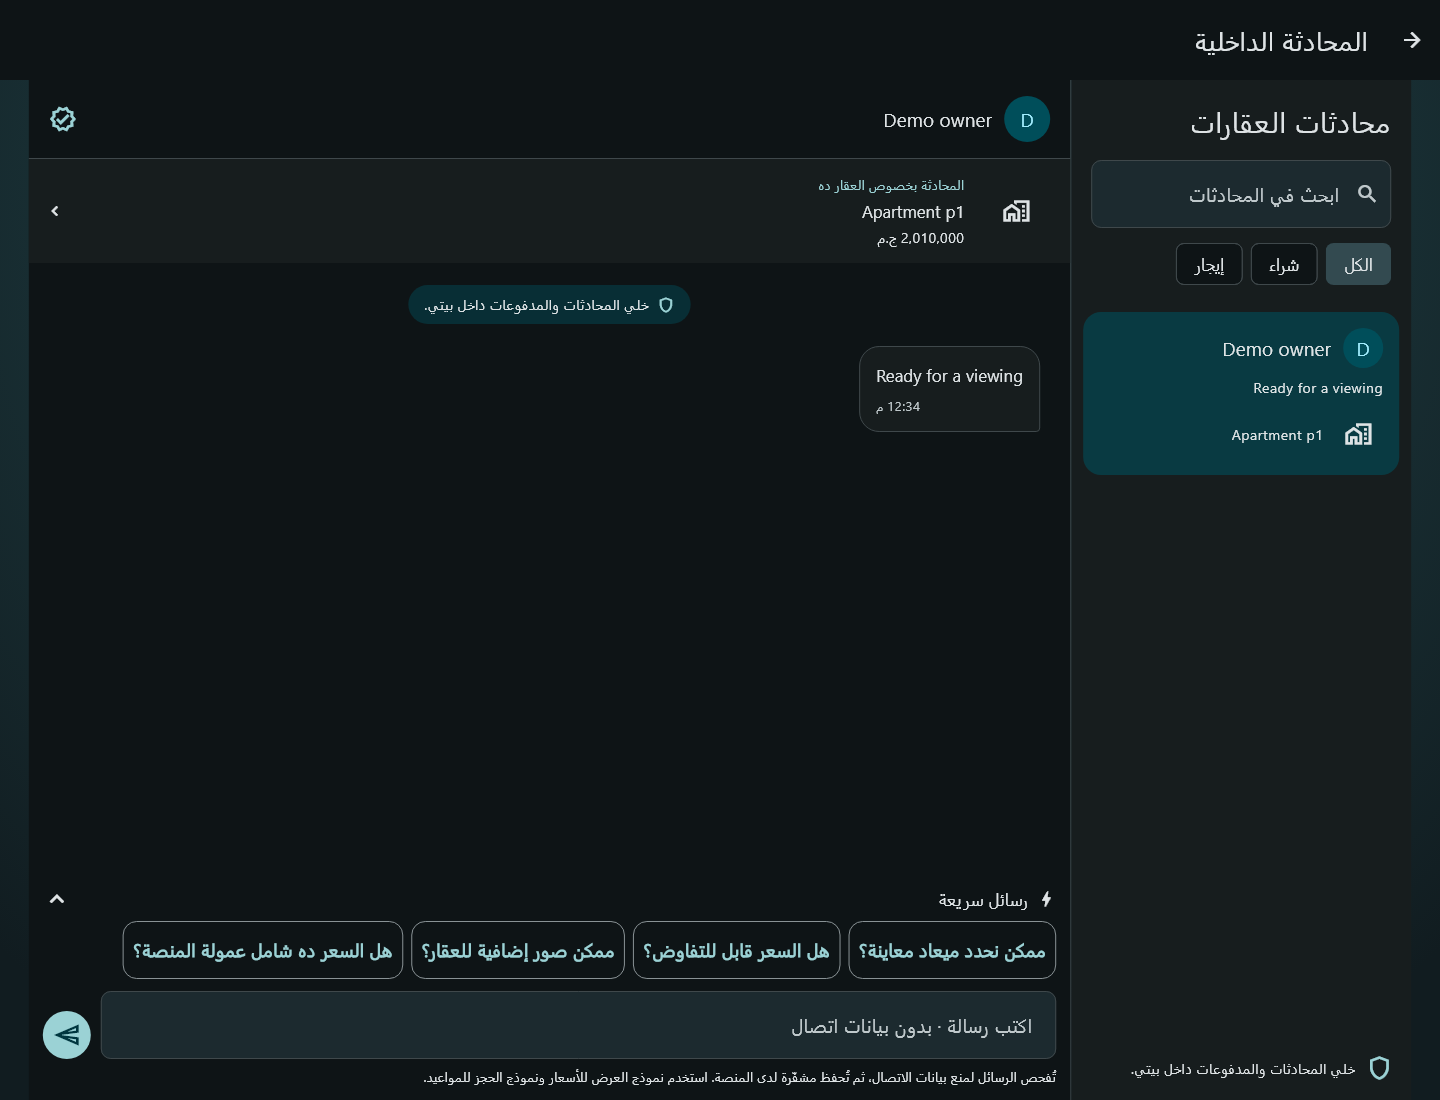 المحادثة الداخلية
محادثات العقارات
ابحث في المحادثات
الكل
شراء
إيجار
D
Demo owner
Ready for a viewing
Apartment p1
خلي المحادثات والمدفوعات داخل بيتي.
D
Demo owner
المحادثة بخصوص العقار ده
Apartment p1
2,010,000 ج.م
خلي المحادثات والمدفوعات داخل بيتي.
Ready for a viewing
12:34 م
رسائل سريعة
ممكن نحدد ميعاد معاينة؟
هل السعر قابل للتفاوض؟
ممكن صور إضافية للعقار؟
هل السعر ده شامل عمولة المنصة؟
اكتب رسالة · بدون بيانات اتصال
تُفحص الرسائل لمنع بيانات الاتصال، ثم تُحفظ مشفّرة لدى المنصة. استخدم نموذج العرض للأسعار ونموذج الحجز للمواعيد.